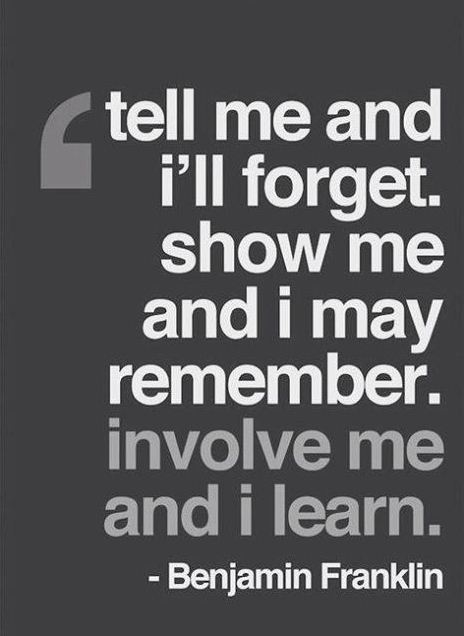 ‘ tell me and
i’ll forget.
show me
and i may
remember.
involve me
and i learn.
- Benjamin Franklin